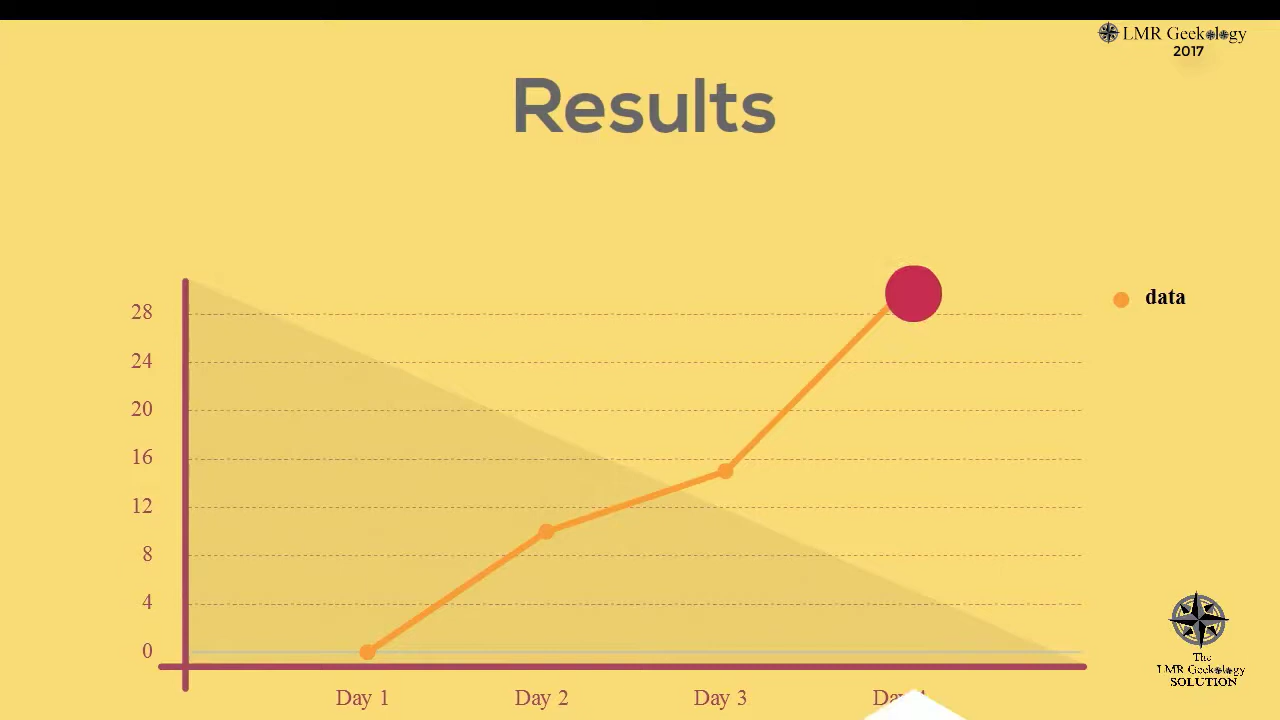 LMR Geekology
2017
Results
28
24
20
16
12
8
4
0
data
Day 1
Day 2
Day 3
The
LMR Geekology
SOLUTION